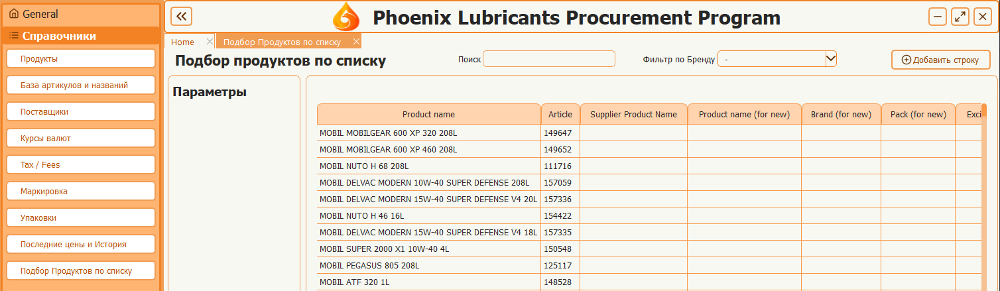 General
Справочники
Продукты
База артикулов и названий
Поставщики
Курсы валют
Tax / Fees
Маркировка
Упаковки
Последние цены и История
Подбор Продуктов по списку
Phoenix Lubricants Procurement Program
Home Подбор Продуктов по списку
Подбор продуктов по списку Поиск Фильтр по Бренду - Добавить строку
Параметры
Product name Article Supplier Product Name Product name (for new) Brand (for new) Pack (for new) Exci
MOBIL MOBILGEAR 600 XP 320 208L 149647
MOBIL MOBILGEAR 600 XP 460 208L 149652
MOBIL NUTO H 68 208L 111716
MOBIL DELVAC MODERN 10W-40 SUPER DEFENSE 208L 157059
MOBIL DELVAC MODERN 15W-40 SUPER DEFENSE V4 20L 157336
MOBIL NUTO H 46 16L 154422
MOBIL DELVAC MODERN 15W-40 SUPER DEFENSE V4 18L 157335
MOBIL SUPER 2000 X1 10W-40 4L 150548
MOBIL PEGASUS 805 208L 125117
MOBIL ATF 320 1L 148528